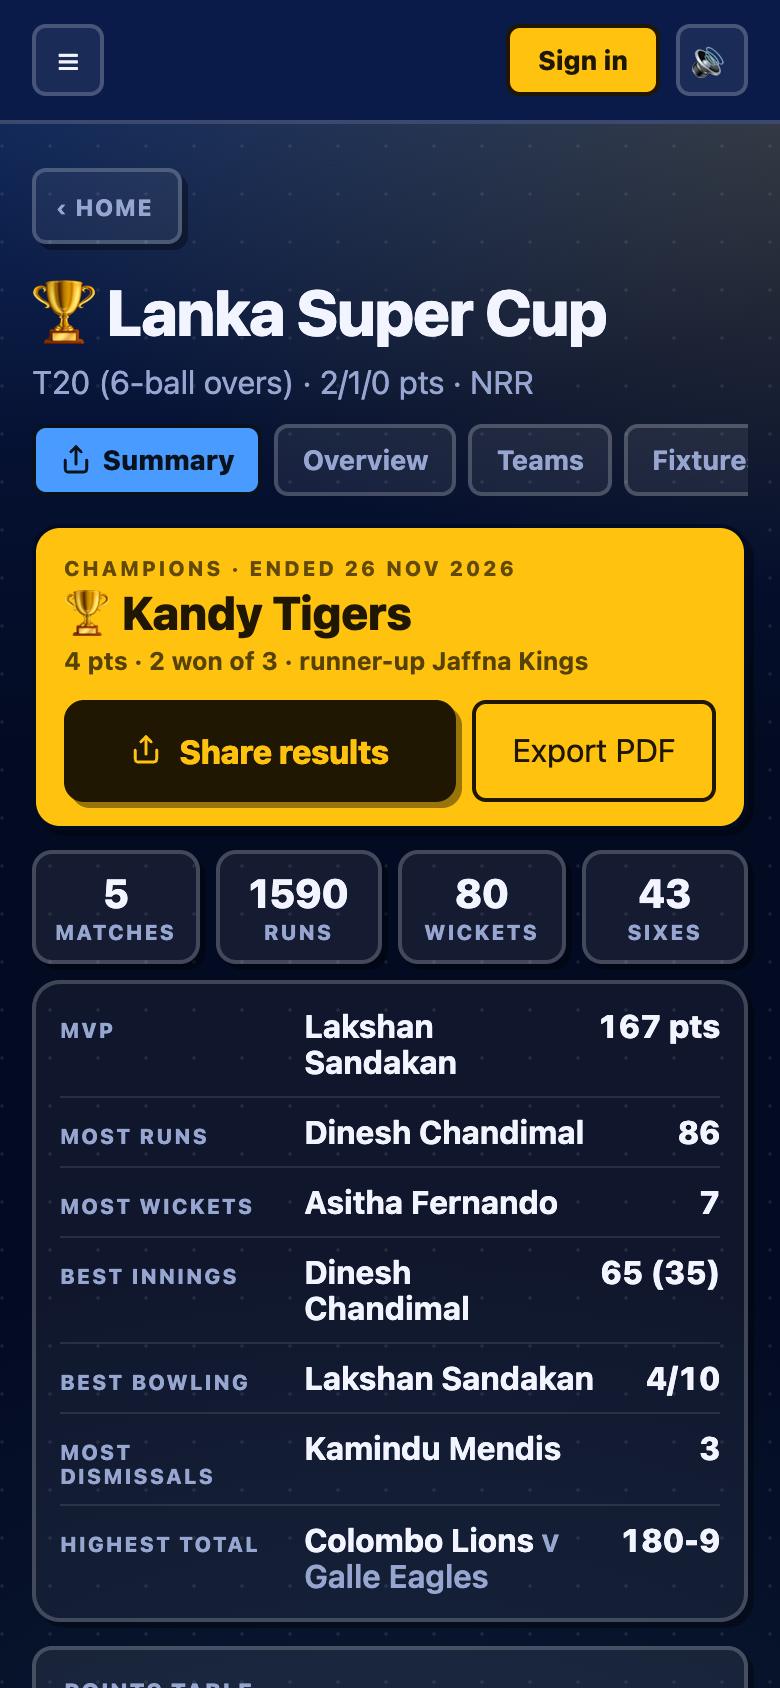 ≡
Sign in
‹ HOME
🏆 Lanka Super Cup
T20 (6-ball overs) · 2/1/0 pts · NRR
Summary Overview Teams Fixture
CHAMPIONS · ENDED 26 NOV 2026
🏆 Kandy Tigers
4 pts · 2 won of 3 · runner-up Jaffna Kings
Share results Export PDF
5 1590 80 43
MATCHES RUNS WICKETS SIXES
MVP Lakshan 167 pts
Sandakan
MOST RUNS Dinesh Chandimal 86
MOST WICKETS Asitha Fernando 7
BEST INNINGS Dinesh 65 (35)
Chandimal
BEST BOWLING Lakshan Sandakan 4/10
MOST Kamindu Mendis 3
DISMISSALS
HIGHEST TOTAL Colombo Lions v 180-9
Galle Eagles
POINTS TABLE